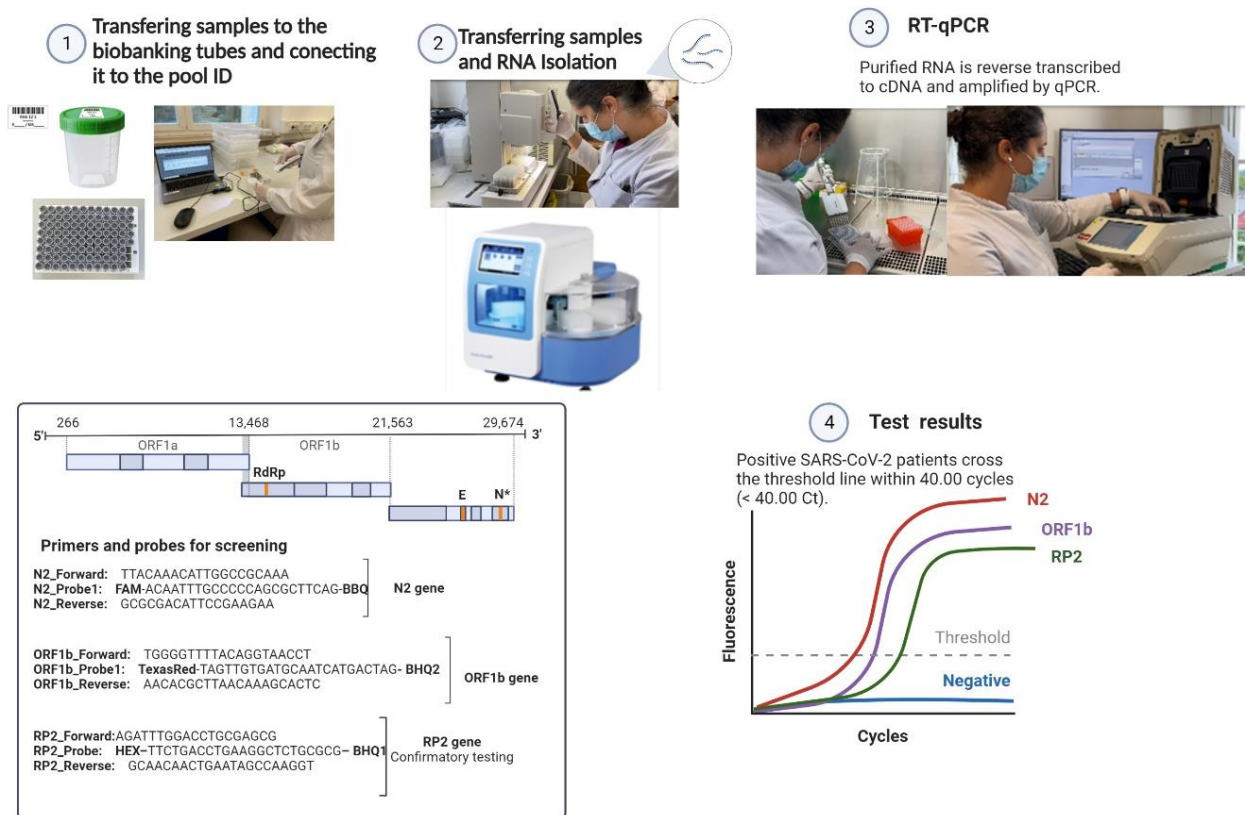 1
Transfering samples to the
biobanking tubes and conecting
it to the pool ID
2
Transferring samples
and RNA Isolation
3
RT-qPCR
Purified RNA is reverse transcribed
to cDNA and amplified by qPCR.
266 13,468 21,563 29,674
5' 3'
ORF1a ORF1b
RdRp
E N*
Primers and probes for screening
N2_Forward: TTACAAACATTGGCCGCAAA
N2_Probe1: FAM-ACAATTTGCCCCCAGCGCTTCAG-BBQ
N2_Reverse: GCGCGACATTCCGAAGAA
N2 gene
ORF1b_Forward: TGGGGTTTTACAGGTAACCT
ORF1b_Probe1: TexasRed-TAGTTGTGATGCAATCATGACTAG- BHQ2
ORF1b_Reverse: AACACGCTTAACAAAGCACTC
ORF1b gene
RP2_Forward:AGATTTGGACCTGCGAGCG
RP2_Probe: HEX–TTCTGACCTGAAGGCTCTGCGCG– BHQ1
RP2_Reverse: GCAACAACTGAATAGCCAAGGT
RP2 gene
Confirmatory testing
4
Test results
Positive SARS-CoV-2 patients cross
the threshold line within 40.00 cycles
(< 40.00 Ct).
N2
ORF1b
RP2
Threshold
Negative
Fluorescence
Cycles